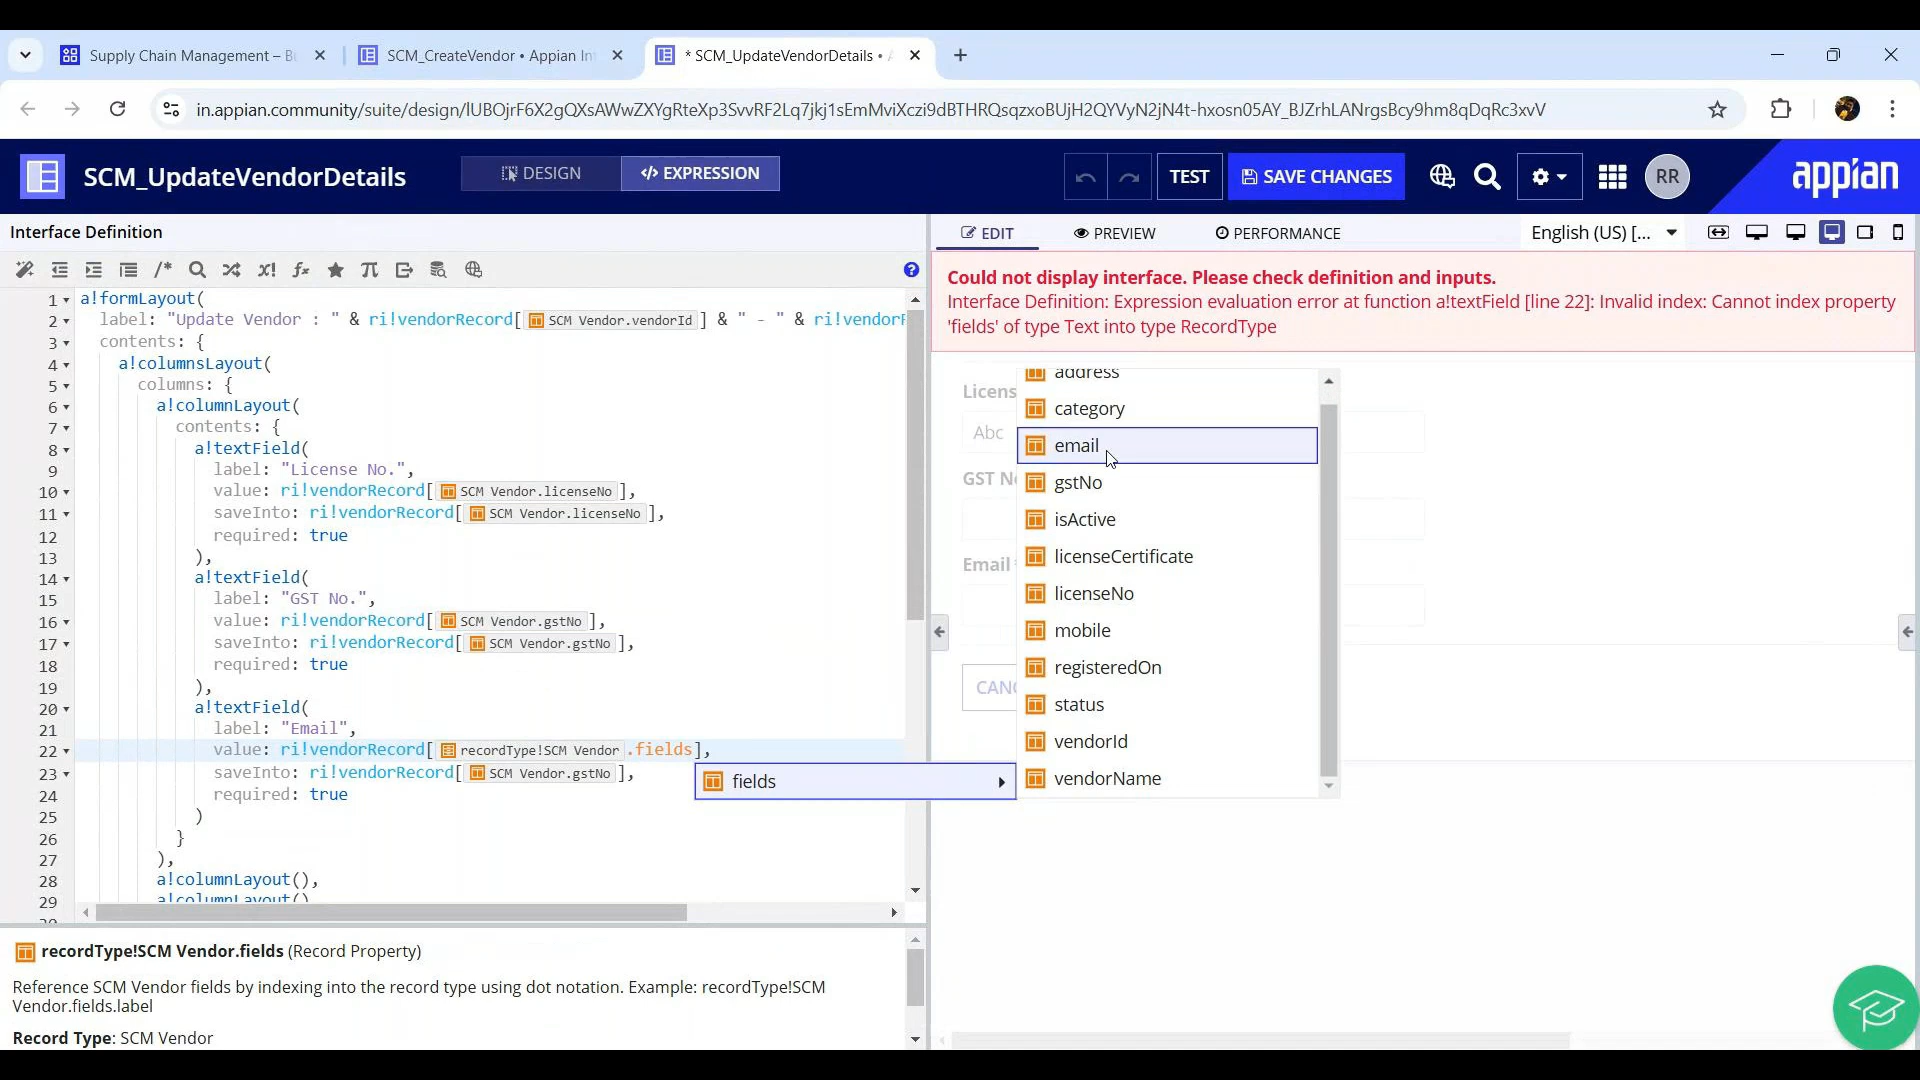 Supply Chain Management – B
SCM_CreateVendor • Appian In
* SCM_UpdateVendorDetails •
in.appian.community/suite/design/lUBOjrF6X2gQXsAWwZXYgRteXp3SvvRF2Lq7jkj1sEmMviXczi9dBTHRQsqzxoBUjH2QYVyN2jN4t-hxosn05AY_BJZrhLANrgsBcy9hm8qDqRc3xvV
SCM_UpdateVendorDetails
DESIGN
</> EXPRESSION
TEST
SAVE CHANGES
RR
appian
Interface Definition
EDIT
PREVIEW
PERFORMANCE
English (US) [...
Could not display interface. Please check definition and inputs.
Interface Definition: Expression evaluation error at function a!textField [line 22]: Invalid index: Cannot index property
'fields' of type Text into type RecordType
1 a!formLayout(
2 label: "Update Vendor : " & ri!vendorRecord[ SCM Vendor.vendorId ] & " - " & ri!vendorR
3 contents: {
4 a!columnsLayout(
5 columns: {
6 a!columnLayout(
7 contents: {
8 a!textField(
9 label: "License No.",
10 value: ri!vendorRecord[ SCM Vendor.licenseNo ],
11 saveInto: ri!vendorRecord[ SCM Vendor.licenseNo ],
12 required: true
13 ),
14 a!textField(
15 label: "GST No.",
16 value: ri!vendorRecord[ SCM Vendor.gstNo ],
17 saveInto: ri!vendorRecord[ SCM Vendor.gstNo ],
18 required: true
19 ),
20 a!textField(
21 label: "Email",
22 value: ri!vendorRecord[ recordType!SCM Vendor .fields],
23 saveInto: ri!vendorRecord[ SCM Vendor.gstNo ],
24 required: true
25 )
26 }
27 ),
28 a!columnLayout(),
29 a!columnLayout()
fields
address
category
email
gstNo
isActive
licenseCertificate
licenseNo
mobile
registeredOn
status
vendorId
vendorName
Licens
Abc
GST N
Email
CAN
recordType!SCM Vendor.fields (Record Property)
Reference SCM Vendor fields by indexing into the record type using dot notation. Example: recordType!SCM
Vendor.fields.label
Record Type: SCM Vendor